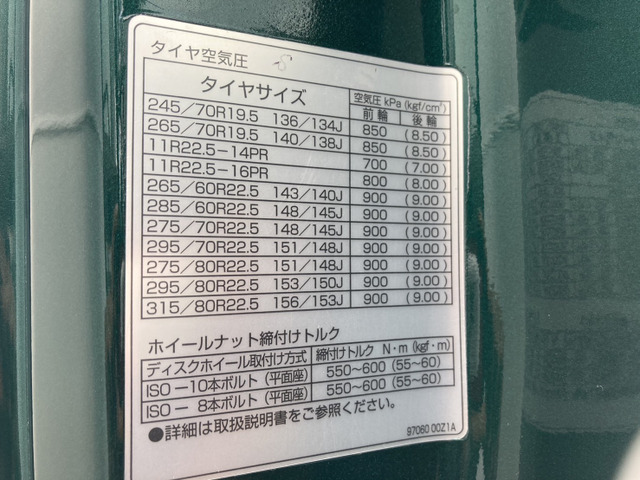 タイヤ空気圧
タイヤサイズ 空気圧 kPa (kgf/cm²)
前輪 後輪
245/70R19.5 136/134J 850 (8.50)
265/70R19.5 140/138J 850 (8.50)
11R22.5-14PR 700 (7.00)
11R22.5-16PR 800 (8.00)
265/60R22.5 143/140J 900 (9.00)
285/60R22.5 148/145J 900 (9.00)
275/70R22.5 148/145J 900 (9.00)
295/70R22.5 151/148J 900 (9.00)
275/80R22.5 151/148J 900 (9.00)
295/80R22.5 153/150J 900 (9.00)
315/80R22.5 156/153J 900 (9.00)
ホイールナット締付けトルク
ディスクホイール取付け方式 締付けトルク N・m (kgf・m)
ISO-10本ボルト(平面座) 550~600 (55~60)
ISO- 8本ボルト(平面座) 550~600 (55~60)
●詳細は取扱説明書をご参照ください。
97060 00Z1A